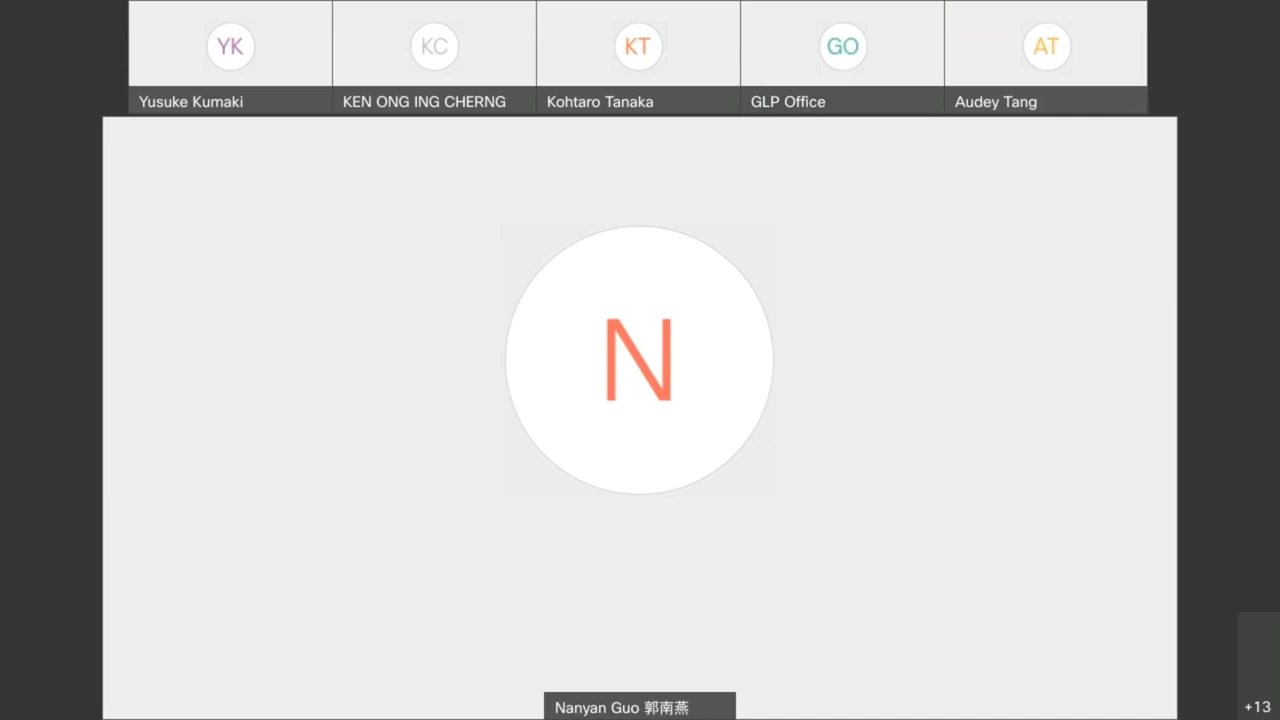 YK
KC
KT
GO
AT
Yusuke Kumaki
KEN ONG ING CHERNG
Kohtaro Tanaka
GLP Office
Audey Tang
N
Nanyan Guo 郭南燕
+13